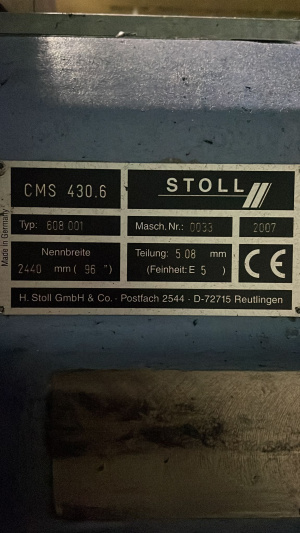 CMS 430.6
STOLL
Typ: 608 001
Masch. Nr.: 0033
2007
Nennbreite
2440 mm ( 96 ")
Teilung: 5.08 mm
(Feinheit: E 5 )
CE
H. Stoll GmbH & Co. · Postfach 2544 · D-72715 Reutlingen
Made in Germany